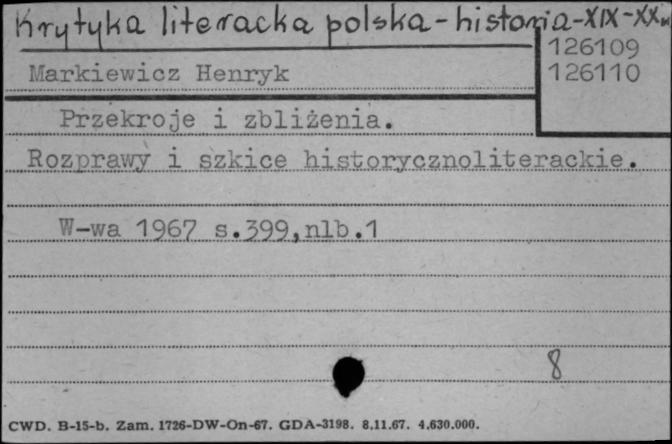 Krytyka literacka polska-historia-XIX-XXw
126109
Markiewicz Henryk
126110
Przekroje i zbliżenia.
Rozprawy i szkice historycznoliterackie.
W-wa 1967 s.399,nlb.1
8
CWD. B-15-b. Zam. 1726-DW-On-67. GDA-3198. 8.11.67. 4.630.000.